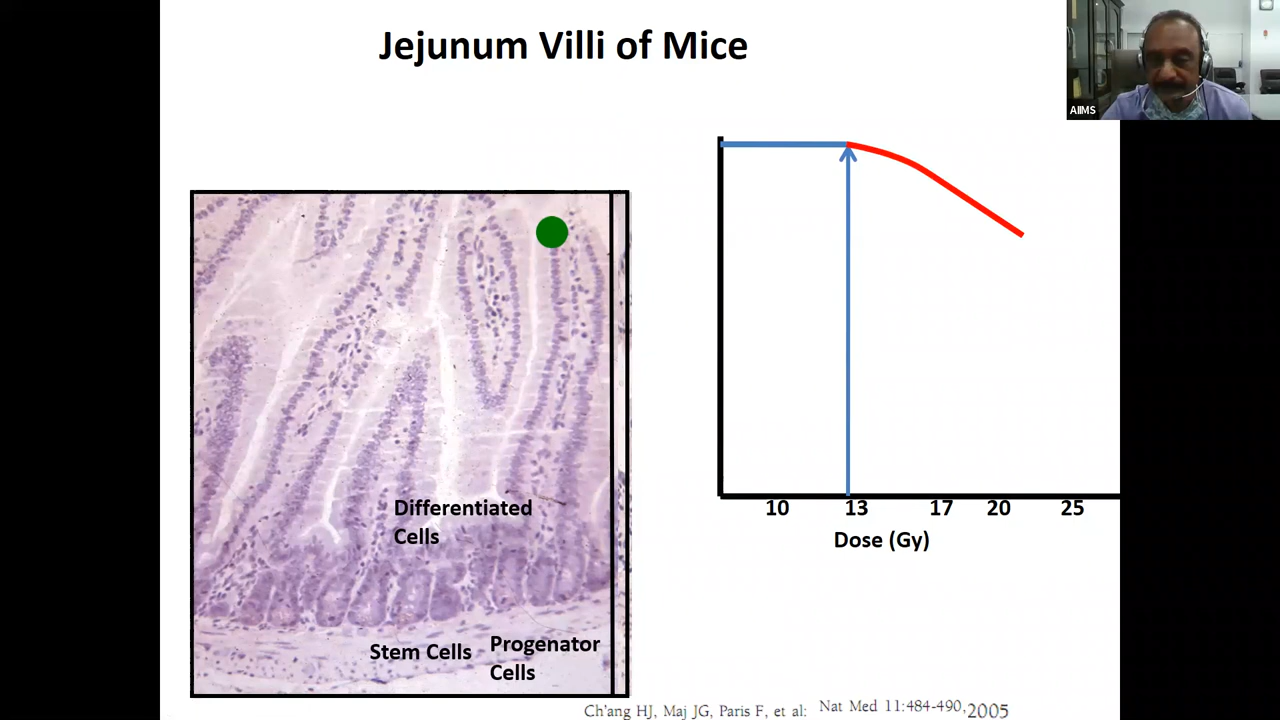 Jejunum Villi of Mice
AIIMS
Differentiated
Cells
Stem Cells
Progenator
Cells
10 13 17 20 25
Dose (Gy)
Ch'ang HJ, Maj JG, Paris F, et al: Nat Med 11:484-490,2005